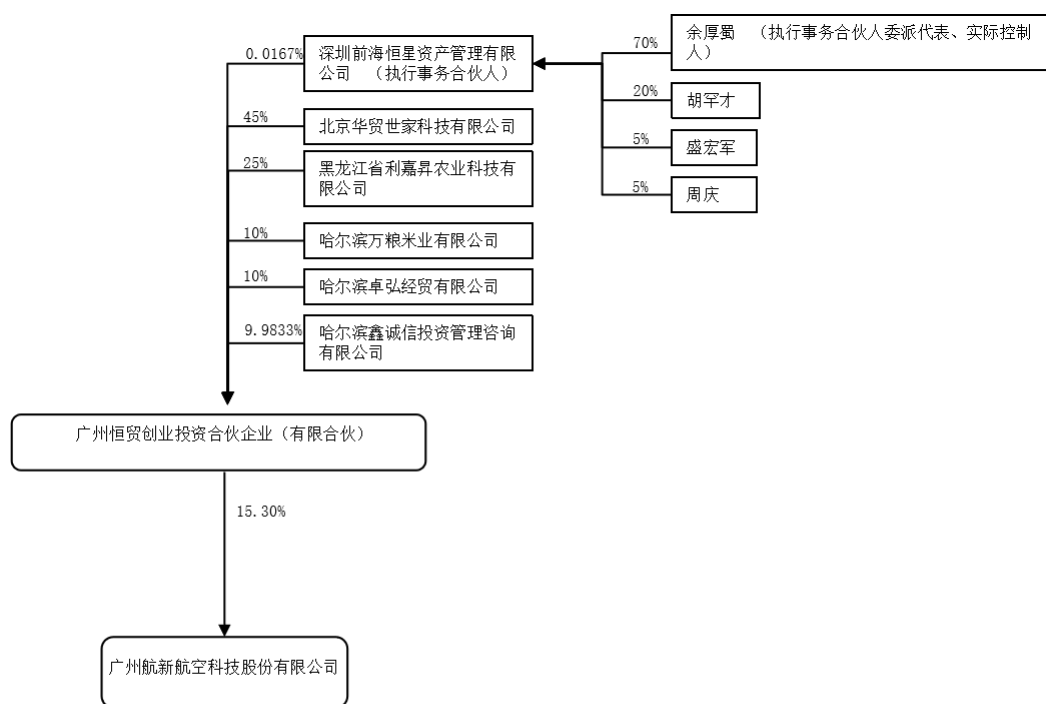 0.0167%
深圳前海恒星资产管理有限
公司 （执行事务合伙人）
70%
余厚蜀 （执行事务合伙人委派代表、实际控制
人）
20%
胡罕才
5%
盛宏军
5%
周庆
45%
北京华贸世家科技有限公司
25%
黑龙江省利嘉昇农业科技有
限公司
10%
哈尔滨万粮米业有限公司
10%
哈尔滨卓弘经贸有限公司
9.9833%
哈尔滨鑫诚信投资管理咨询
有限公司
广州恒贸创业投资合伙企业（有限合伙）
15.30%
广州航新航空科技股份有限公司